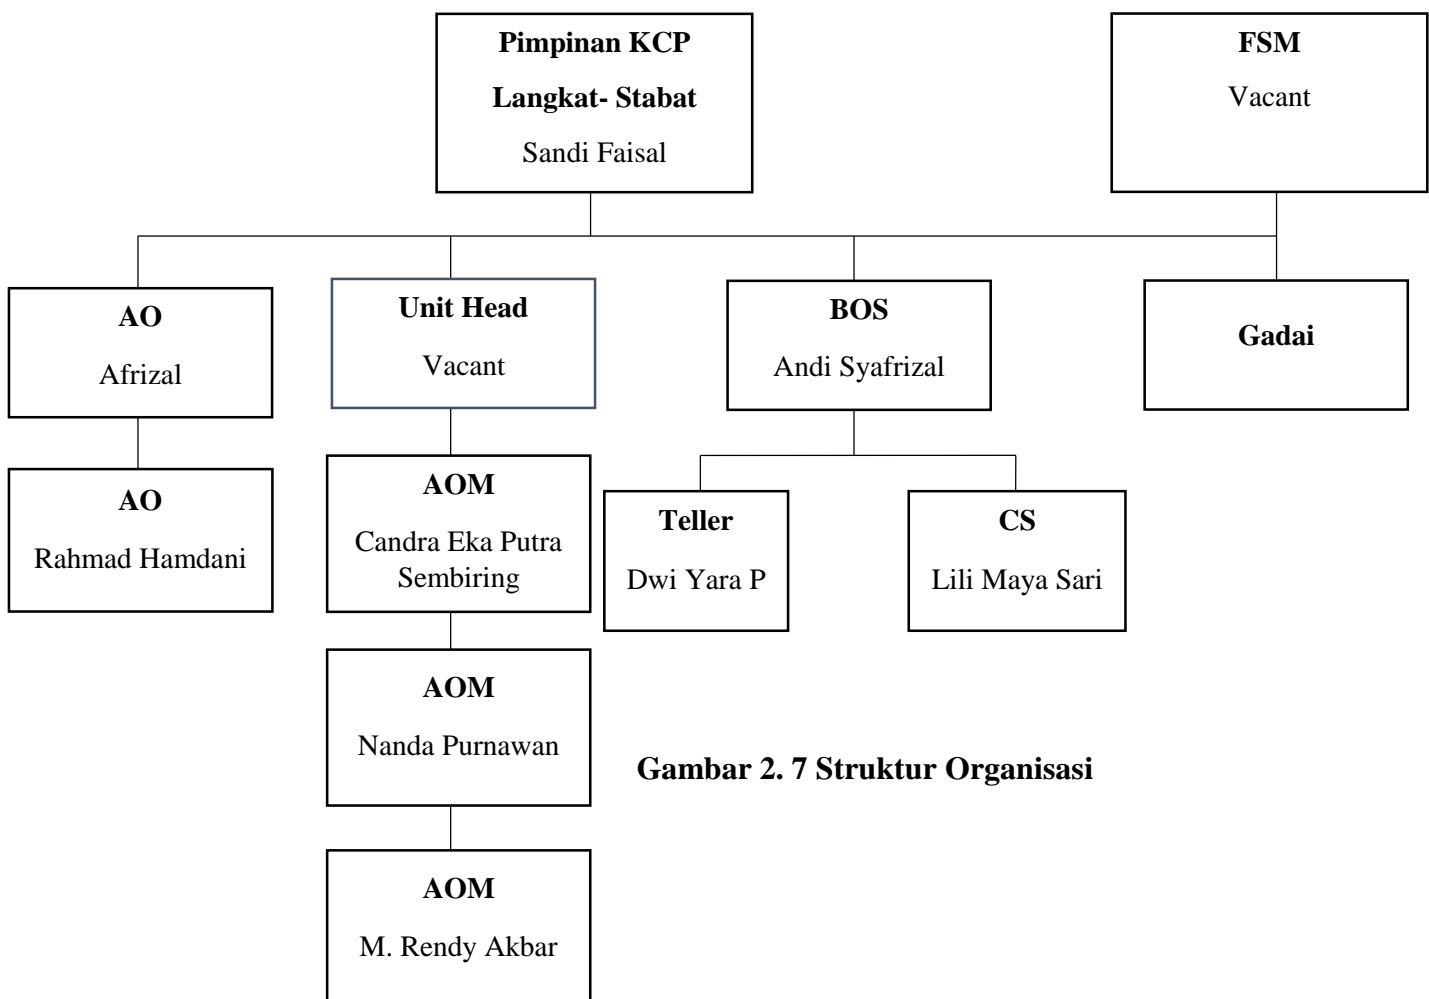 Pimpinan KCP
Langkat- Stabat
Sandi Faisal
FSM
Vacant
AO
Afrizal
Unit Head
Vacant
BOS
Andi Syafrizal
Gadai
AO
Rahmad Hamdani
AOM
Candra Eka Putra
Sembiring
Teller
Dwi Yara P
CS
Lili Maya Sari
AOM
Nanda Purnawan
Gambar 2. 7 Struktur Organisasi
AOM
M. Rendy Akbar